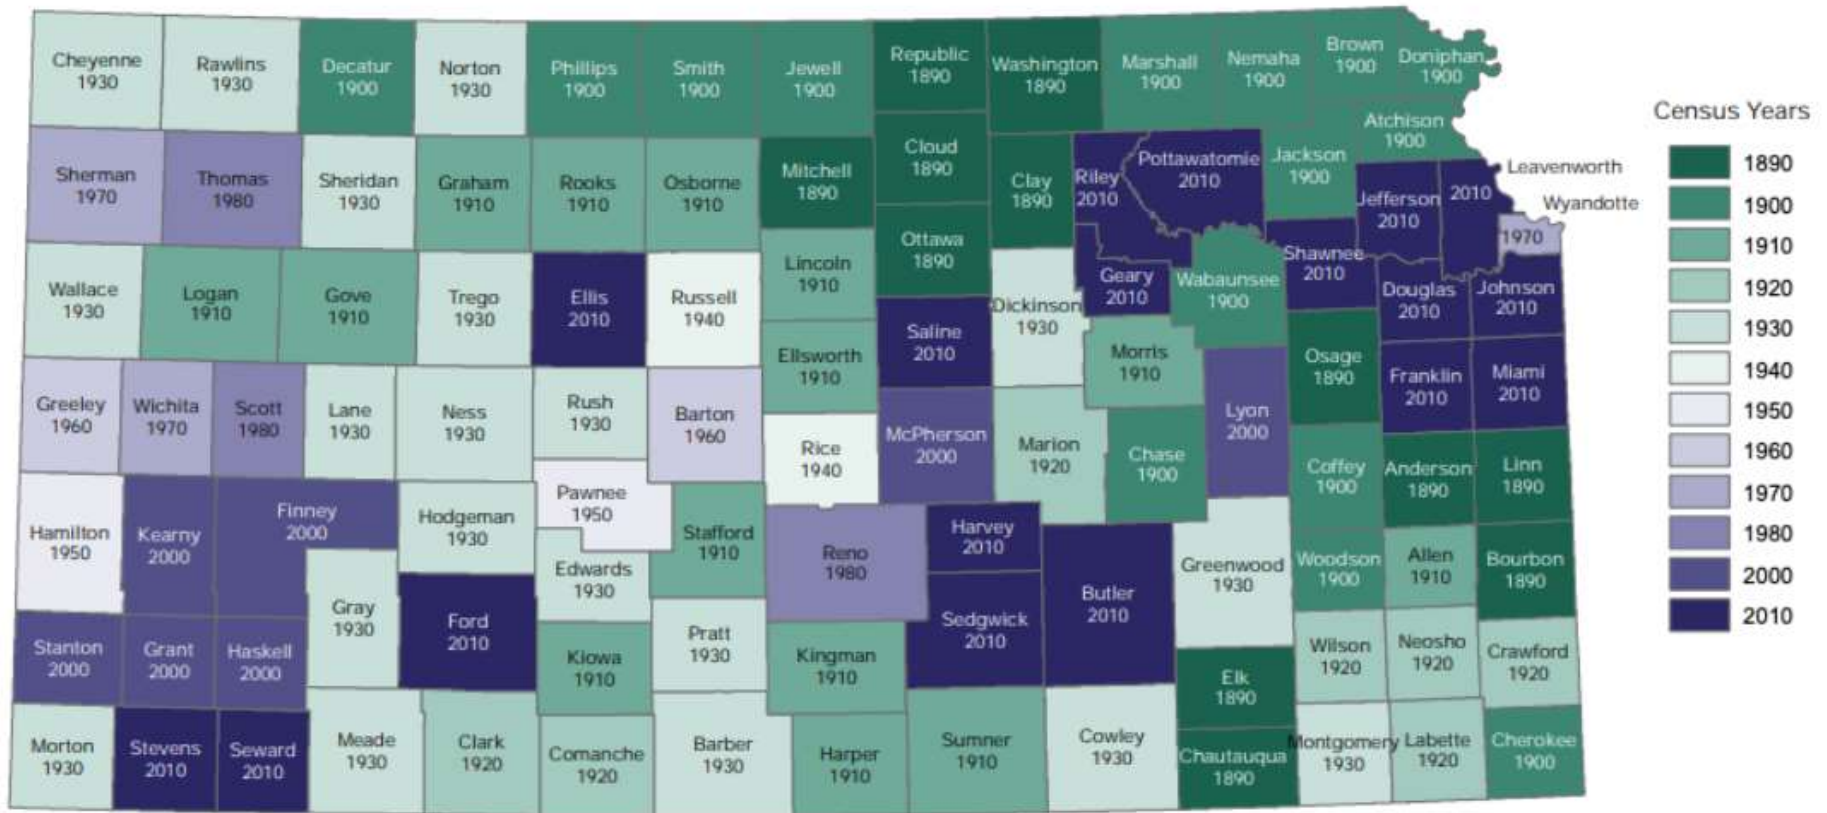 Cheyenne
1930
Rawlins
1930
Decatur
1900
Norton
1930
Phillips
1900
Smith
1900
Jewell
1900
Republic
1890
Washington
1890
Marshall
1900
Nemaha
1900
Brown
1900
Doniphan
1900
Atchison
1900
Sherman
1970
Thomas
1980
Sheridan
1930
Graham
1910
Rooks
1910
Osborne
1910
Mitchell
1890
Cloud
1890
Clay
1890
Riley
2010
Pottawatomie
2010
Jackson
1900
Jefferson
2010
Leavenworth
2010
Wyandotte
1970
Wallace
1930
Logan
1910
Gove
1910
Trego
1930
Ellis
2010
Russell
1940
Lincoln
1910
Ottawa
1890
Saline
2010
Dickinson
1930
Geary
2010
Wabaunsee
1900
Shawnee
2010
Douglas
2010
Johnson
2010
Ellsworth
1910
Morris
1910
Osage
1890
Franklin
2010
Miami
2010
Greeley
1960
Wichita
1970
Scott
1980
Lane
1930
Ness
1930
Rush
1930
Barton
1960
Rice
1940
McPherson
2000
Marion
1920
Chase
1900
Lyon
2000
Coffey
1900
Anderson
1890
Linn
1890
Hamilton
1950
Kearny
2000
Finney
2000
Hodgeman
1930
Pawnee
1950
Stafford
1910
Edwards
1930
Reno
1980
Harvey
2010
Butler
2010
Greenwood
1930
Woodson
1900
Allen
1910
Bourbon
1890
Stanton
2000
Grant
2000
Haskell
2000
Gray
1930
Ford
2010
Kiowa
1910
Pratt
1930
Kingman
1910
Sedgwick
2010
Elk
1890
Wilson
1920
Neosho
1920
Crawford
1920
Morton
1930
Stevens
2010
Seward
2010
Meade
1930
Clark
1920
Comanche
1920
Barber
1930
Harper
1910
Sumner
1910
Cowley
1930
Chautauqua
1890
Montgomery
1930
Labette
1920
Cherokee
1900
Census Years
1890
1900
1910
1920
1930
1940
1950
1960
1970
1980
2000
2010